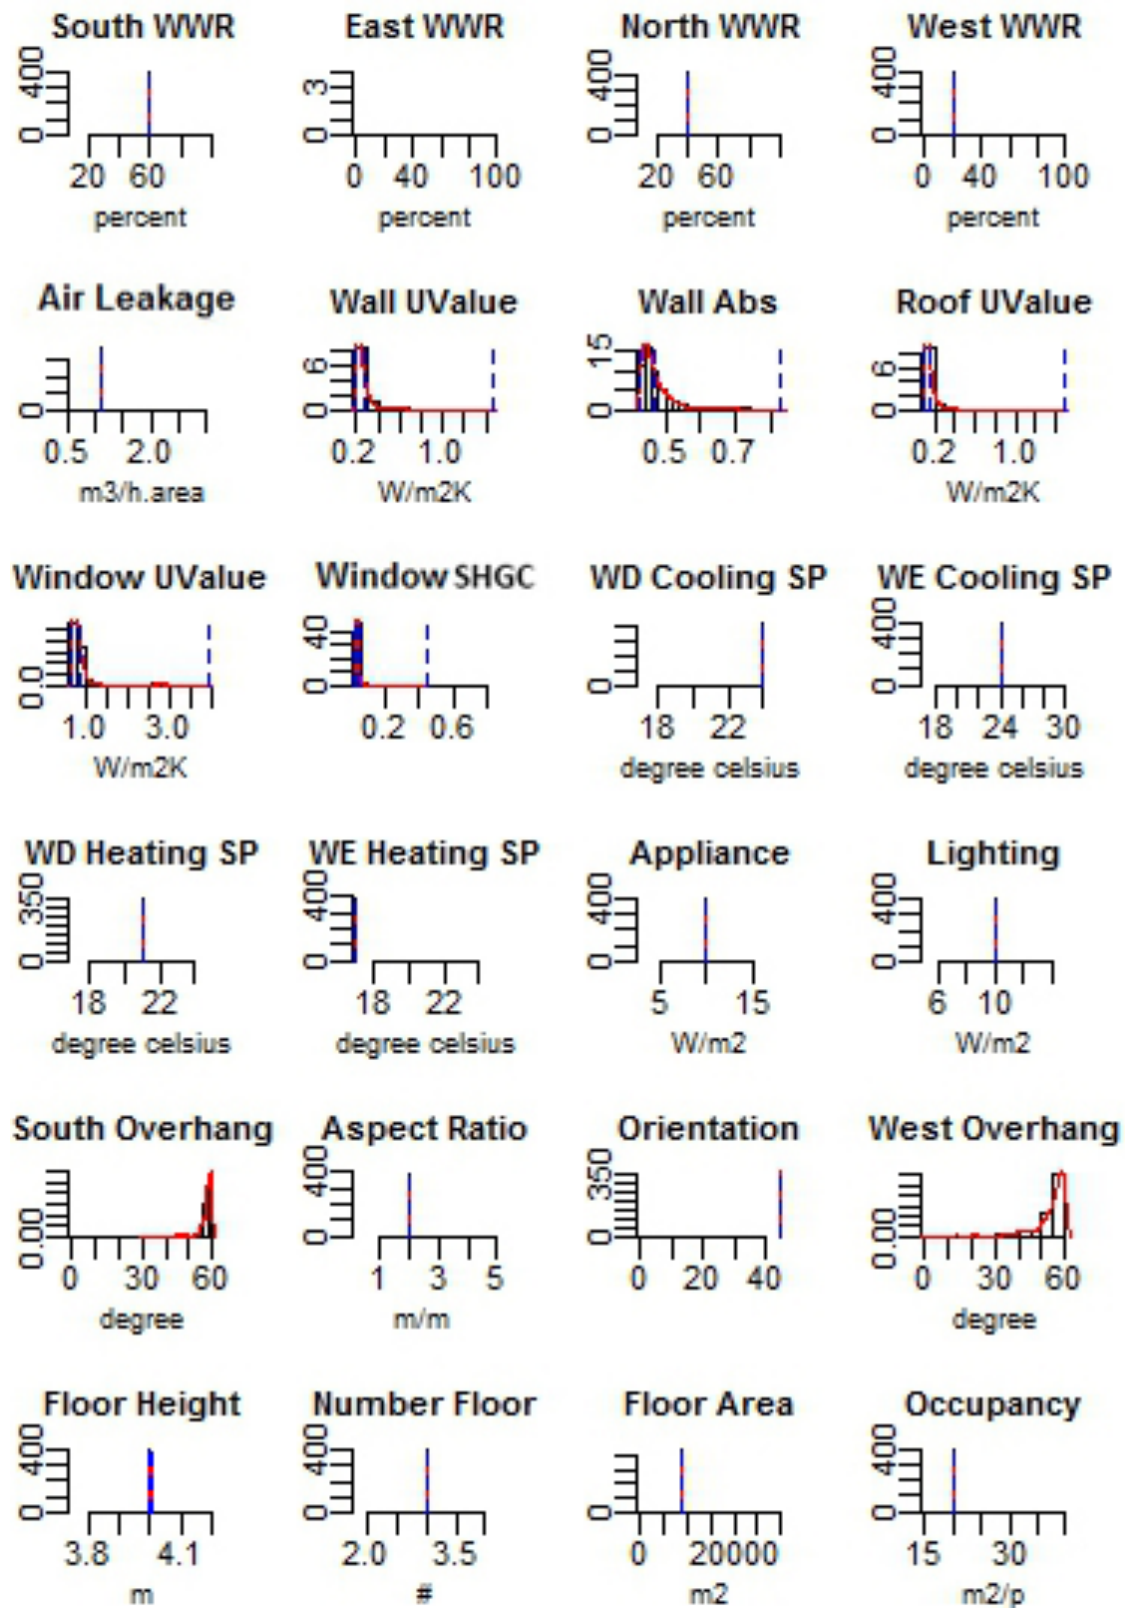 South WWR East WWR North WWR West WWR
400 3 400 400
0 0 0 0
20 60 0 40 100 20 60 0 40 100
percent percent percent percent
Air Leakage Wall UValue Wall Abs Roof UValue
6 15 6
0 0 0 0
0.5 2.0 0.2 1.0 0.5 0.7 0.2 1.0
m3/h.area W/m2K W/m2K
Window UValue Window SHGC WD Cooling SP WE Cooling SP
40 400
0.0 0 0 0
1.0 3.0 0.2 0.6 18 22 18 24 30
W/m2K degree celsius degree celsius
WD Heating SP WE Heating SP Appliance Lighting
350 400 400 400
0 0 0 0
18 22 18 22 5 15 6 10
degree celsius degree celsius W/m2 W/m2
South Overhang Aspect Ratio Orientation West Overhang
400 350
0.00 0 0 0.00
0 30 60 1 3 5 0 20 40 0 30 60
degree m/m degree
Floor Height Number Floor Floor Area Occupancy
400 400 400
0 0 0 0
3.8 4.1 2.0 3.5 0 20000 15 30
m # m2 m2/p